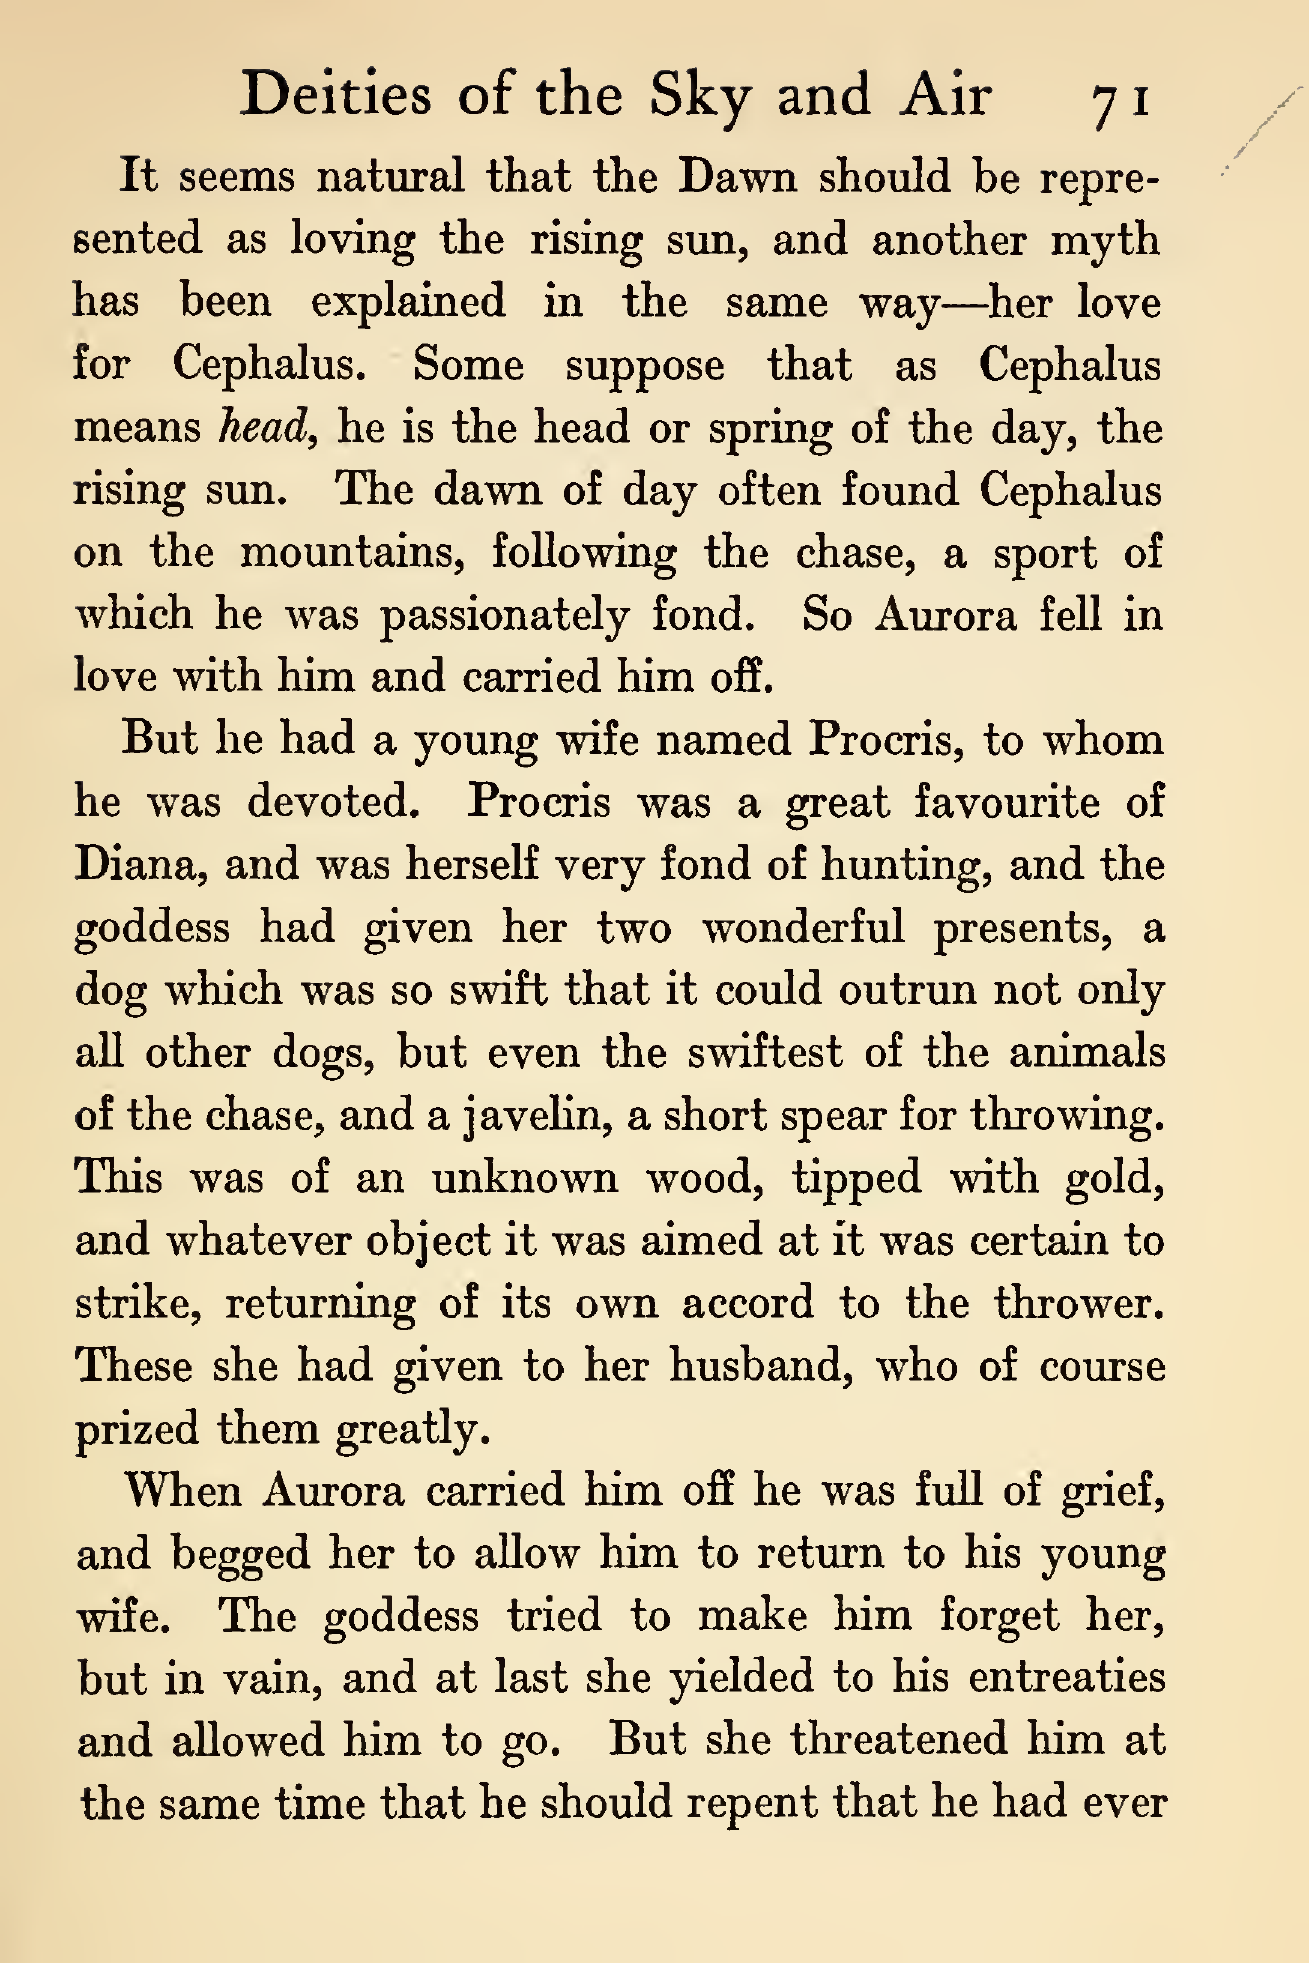 Deities of the Sky and Air 71
It seems natural that the Dawn should be repre-
sented as loving the rising sun, and another myth
has been explained in the same way—her love
for Cephalus. Some suppose that as Cephalus
means head, he is the head or spring of the day, the
rising sun. The dawn of day often found Cephalus
on the mountains, following the chase, a sport of
which he was passionately fond. So Aurora fell in
love with him and carried him off.
But he had a young wife named Procris, to whom
he was devoted. Procris was a great favourite of
Diana, and was herself very fond of hunting, and the
goddess had given her two wonderful presents, a
dog which was so swift that it could outrun not only
all other dogs, but even the swiftest of the animals
of the chase, and a javelin, a short spear for throwing.
This was of an unknown wood, tipped with gold,
and whatever object it was aimed at it was certain to
strike, returning of its own accord to the thrower.
These she had given to her husband, who of course
prized them greatly.
When Aurora carried him off he was full of grief,
and begged her to allow him to return to his young
wife. The goddess tried to make him forget her,
but in vain, and at last she yielded to his entreaties
and allowed him to go. But she threatened him at
the same time that he should repent that he had ever